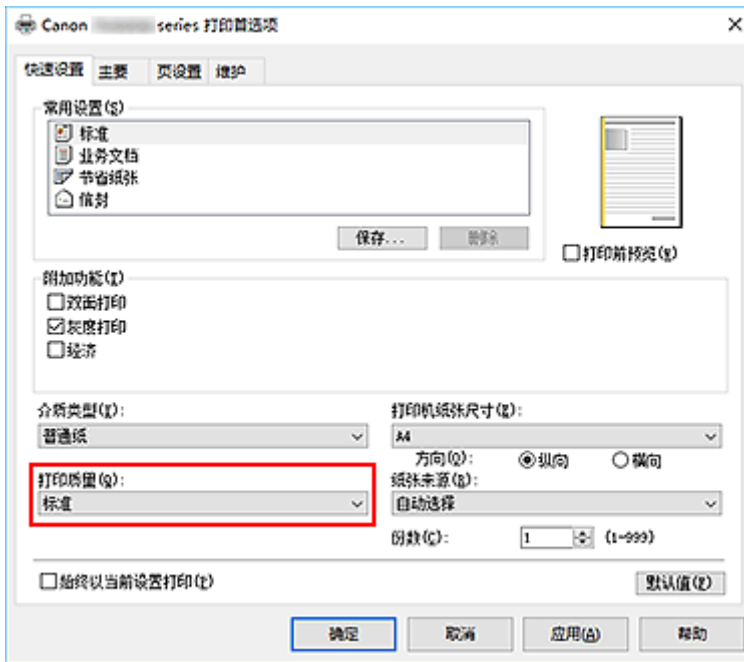 Canon series 打印首选项
快速设置 主要 页设置 维护
常用设置(S)
标准
业务文档
节省纸张
信封
保存... 删除
打印前预览(W)
附加功能(T)
双面打印
灰度打印
经济
介质类型(Y): 打印机纸张尺寸(Z):
普通纸 A4
方向(O): 纵向 横向
打印质量(Q): 纸张来源(R):
标准 自动选择
份数(C): 1 (1-999)
始终以当前设置打印(P) 默认值(F)
确定 取消 应用(A) 帮助